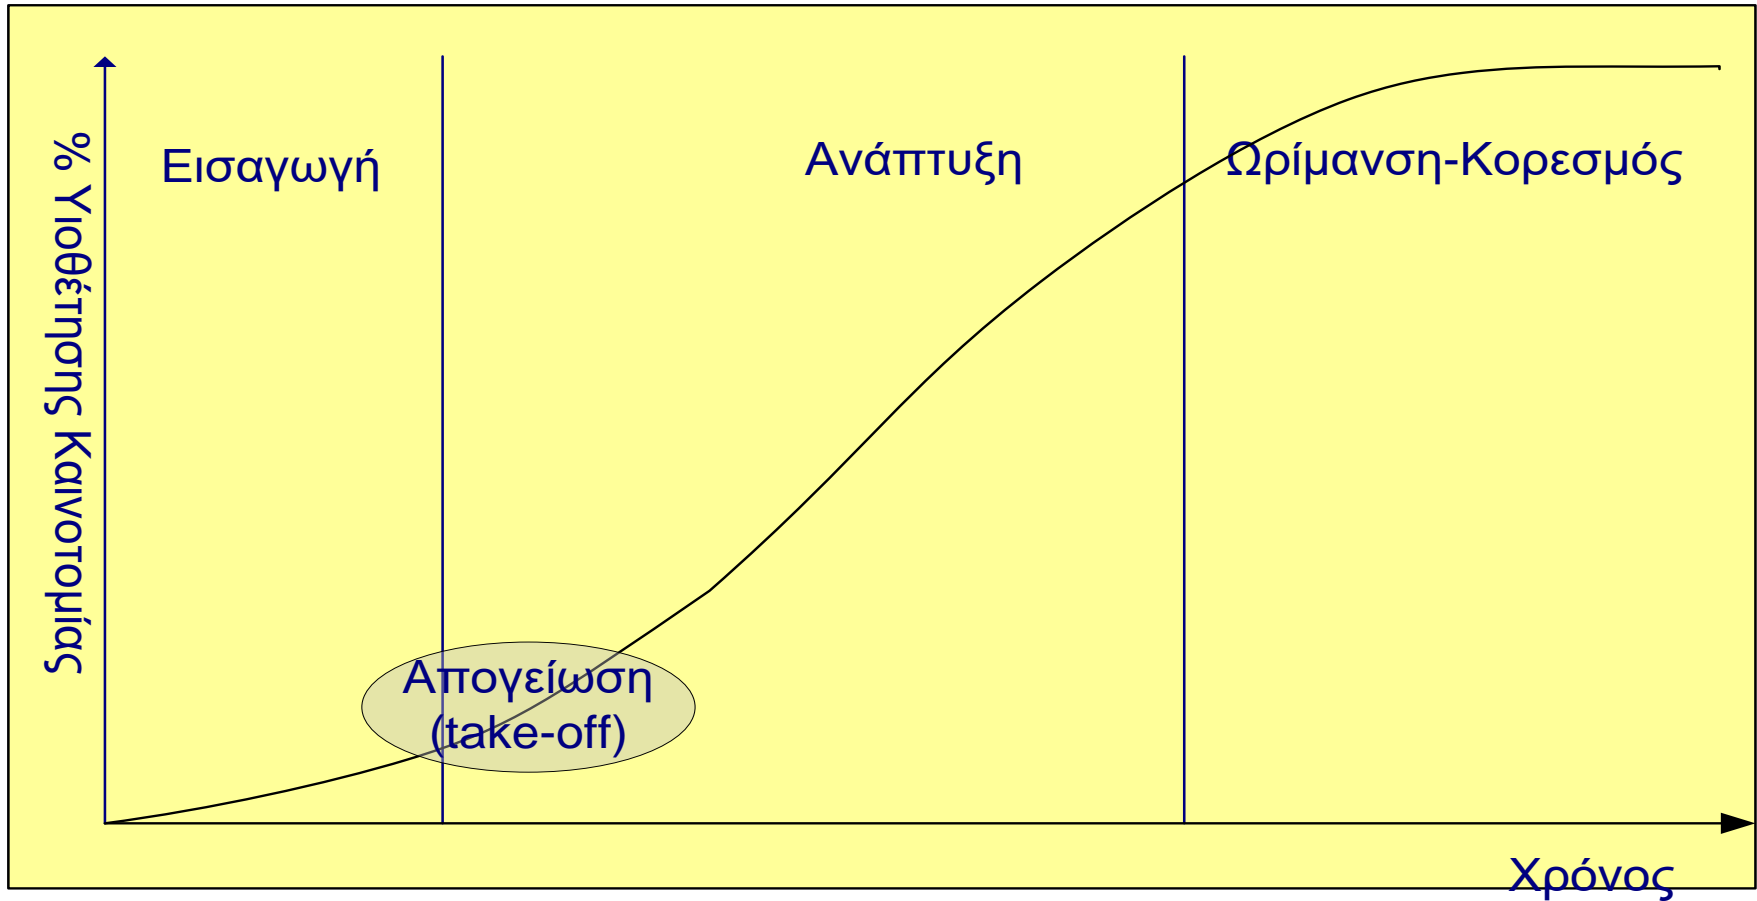 % Υιοθέτησης Καινοτομίας
Εισαγωγή
Ανάπτυξη
Ωρίμανση-Κορεσμός
Απογείωση
(take-off)
Χρόνος